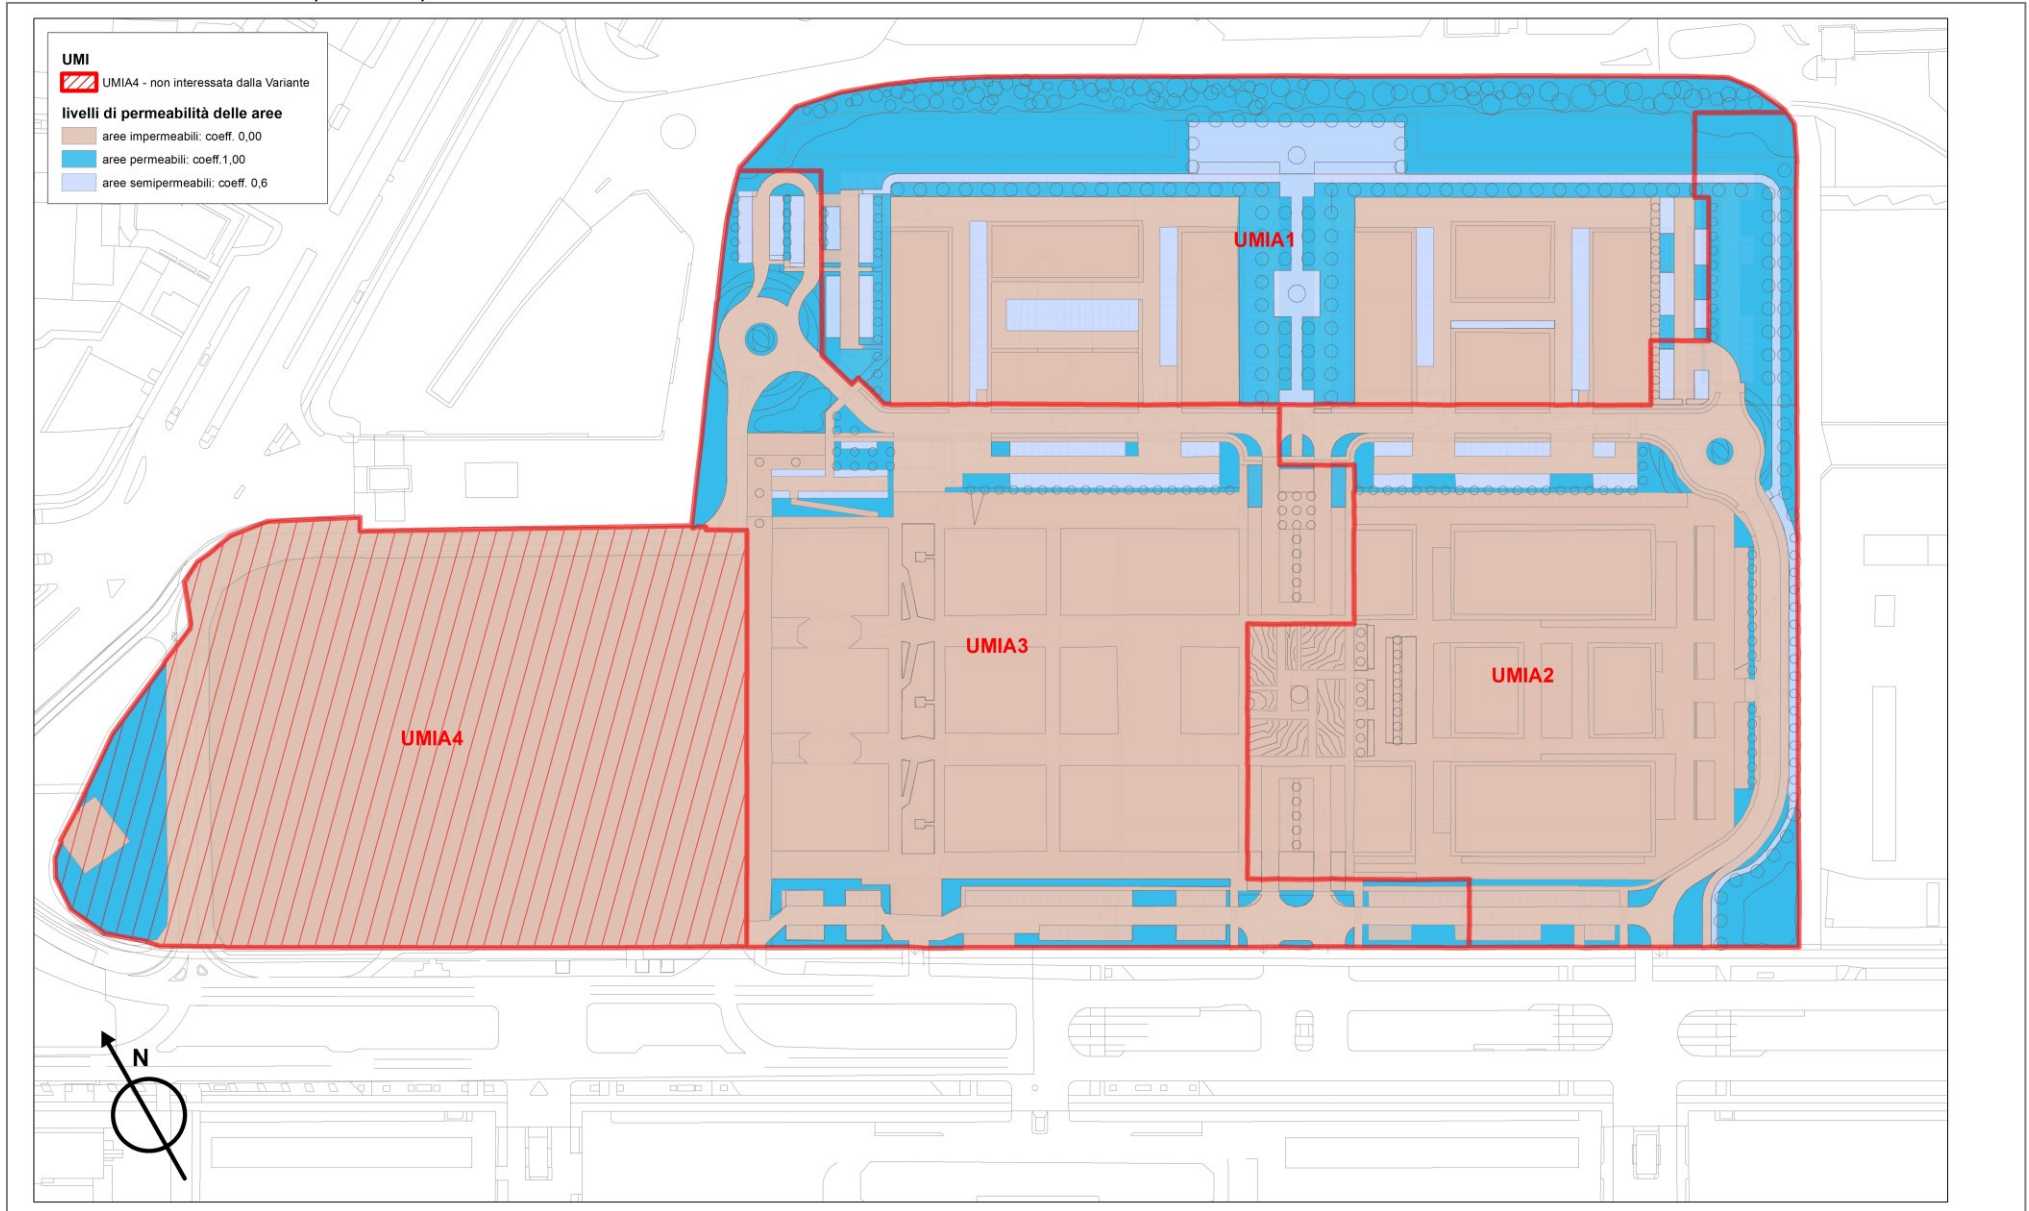 UMI
UMIA4 - non interessata dalla Variante
livelli di permeabilità delle aree
aree impermeabili: coeff. 0,00
aree permeabili: coeff.1,00
aree semipermeabili: coeff. 0,6
UMIA1
UMIA3
UMIA2
UMIA4
N